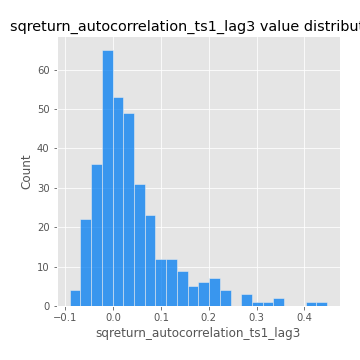 sqreturn_autocorrelation_ts1_lag3 value distribut
60
50
40
30
20
10
0
Count
−0.1 0.0 0.1 0.2 0.3 0.4
sqreturn_autocorrelation_ts1_lag3